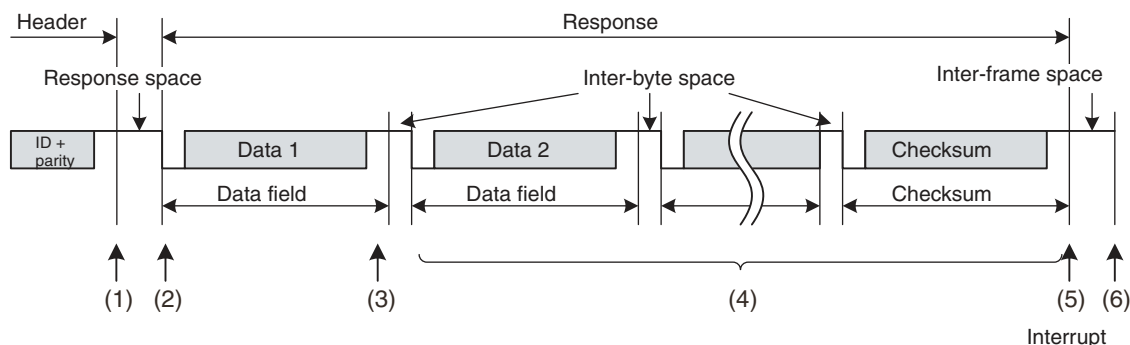 Header
Response
Response space
Inter-byte space
Inter-frame space
ID +
parity
Data 1
Data 2
Checksum
Data field
Data field
Checksum
(1)
(2)
(3)
(4)
(5)
(6)
Interrupt